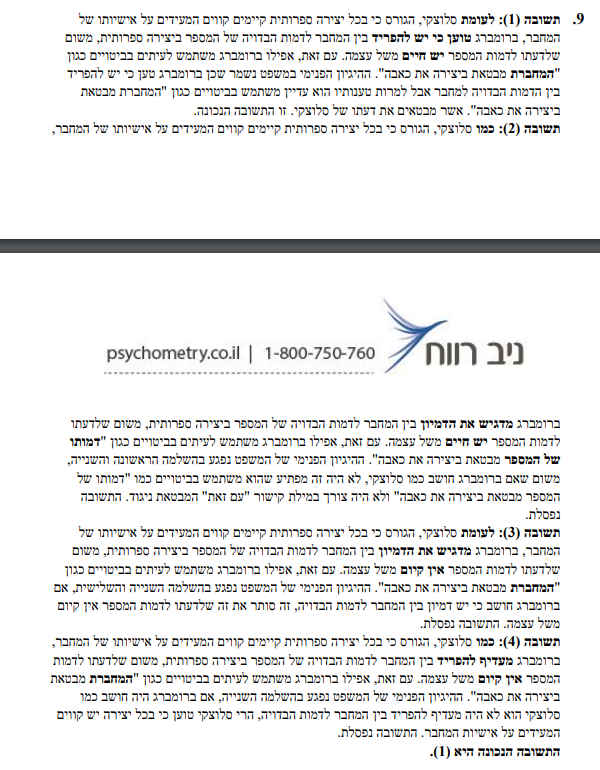 9. תשובה (1): לעומת סלוצקי, הגורס כי בכל יצירה ספרותית קיימים קווים המעידים על אישיותו של
המחבר, ברומברג טוען כי יש להפריד בין המחבר לדמות הבדויה של המספר ביצירה ספרותית, משום
שלדעתו לדמות המספר יש חיים משל עצמה. עם זאת, אפילו ברומברג משתמש לעיתים בביטויים כגון
"המחברת מבטאת ביצירה את כאבה". ההיגיון הפנימי במשפט נשמר שכן ברומברג טען כי יש להפריד
בין הדמות הבדויה למחבר אבל למרות טענותיו הוא עדיין משתמש בביטויים כגון "המחברת מבטאת
ביצירה את כאבה". אשר מבטאים את דעתו של סלוצקי. זו התשובה הנכונה.
תשובה (2): כמו סלוצקי, הגורס כי בכל יצירה ספרותית קיימים קווים המעידים על אישיותו של המחבר,
ניב רווח
psychometry.co.il | 1-800-750-760
ברומברג מדגיש את הדמיון בין המחבר לדמות הבדויה של המספר ביצירה ספרותית, משום שלדעתו
לדמות המספר יש חיים משל עצמה. עם זאת, אפילו ברומברג משתמש לעיתים בביטויים כגון "דמותו
של המספר מבטאת ביצירה את כאבה". ההיגיון הפנימי של המשפט נפגע בהשלמה הראשונה והשנייה,
משום שאם ברומברג חושב כמו סלוצקי, לא היה זה מפתיע שהוא משתמש בביטויים כמו "דמותו של
המספר מבטאת ביצירה את כאבה" ולא היה צורך במילת קישור "עם זאת" המבטאת ניגוד. התשובה
נפסלת.
תשובה (3): לעומת סלוצקי, הגורס כי בכל יצירה ספרותית קיימים קווים המעידים על אישיותו של
המחבר, ברומברג מדגיש את הדמיון בין המחבר לדמות הבדויה של המספר ביצירה ספרותית, משום
שלדעתו לדמות המספר אין קיום משל עצמה. עם זאת, אפילו ברומברג משתמש לעיתים בביטויים כגון
"המחברת מבטאת ביצירה את כאבה". ההיגיון הפנימי של המשפט נפגע בהשלמה השנייה והשלישית, אם
ברומברג חושב כי יש דמיון בין המחבר לדמות הבדויה, זה סותר את זה שלדעתו לדמות המספר אין קיום
משל עצמה. התשובה נפסלת.
תשובה (4): כמו סלוצקי, הגורס כי בכל יצירה ספרותית קיימים קווים המעידים על אישיותו של המחבר,
ברומברג מעדיף להפריד בין המחבר לדמות הבדויה של המספר ביצירה ספרותית, משום שלדעתו לדמות
המספר אין קיום משל עצמה. עם זאת, אפילו ברומברג משתמש לעיתים בביטויים כגון "המחברת מבטאת
ביצירה את כאבה". ההיגיון הפנימי של המשפט נפגע בהשלמה השנייה, אם ברומברג היה חושב כמו
סלוצקי הוא לא היה מעדיף להפריד בין המחבר לדמות הבדויה, הרי סלוצקי טוען כי בכל יצירה יש קווים
המעידים על אישיות המחבר. התשובה נפסלת.
התשובה הנכונה היא (1).